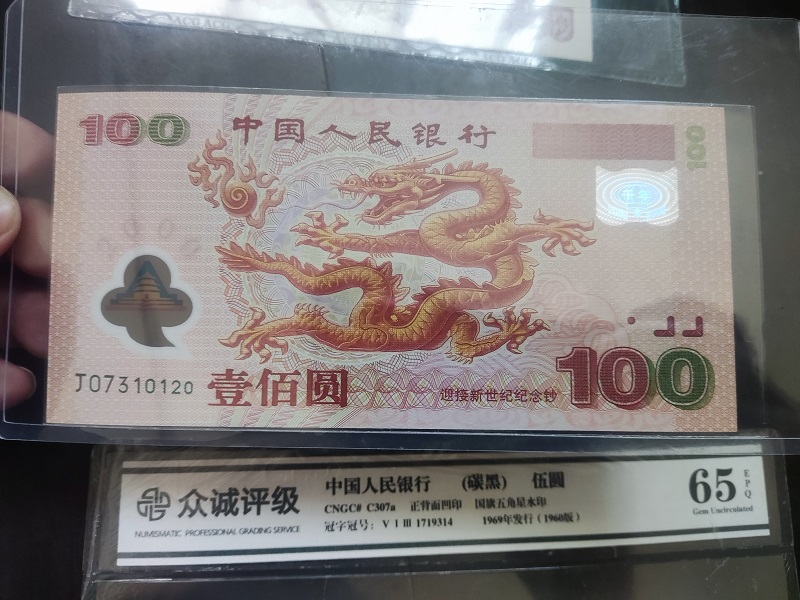 100
中国人民银行
100
J07310120
壹佰圆
迎接新世纪纪念钞
100
众诚评级
NUMISMATIC PROFESSIONAL GRADING SERVICE
中国人民银行 (碳黑) 伍圆
CNGC# C307a 正背面凹印 国旗五角星水印
冠字冠号: V I III 1719314 1969年发行 (1960版)
65 EPQ
Gem Uncirculated